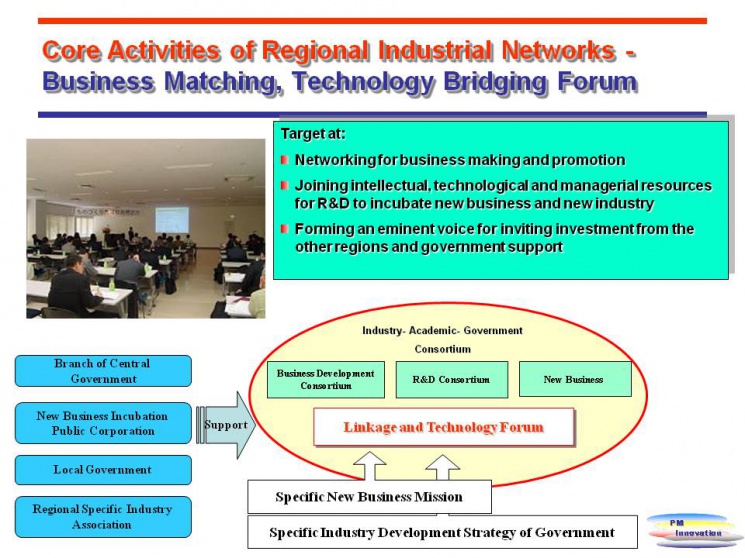 Core Activities of Regional Industrial Networks -
Business Matching, Technology Bridging Forum
Target at:
Networking for business making and promotion
Joining intellectual, technological and managerial resources
for R&D to incubate new business and new industry
Forming an eminent voice for inviting investment from the
other regions and government support
Industry- Academic- Government
Consortium
Branch of Central
Government
New Business Incubation
Public Corporation
Local Government
Regional Specific Industry
Association
Support
Business Development
Consortium
R&D Consortium
New Business
Linkage and Technology Forum
Specific New Business Mission
Specific Industry Development Strategy of Government
PM
Innovation